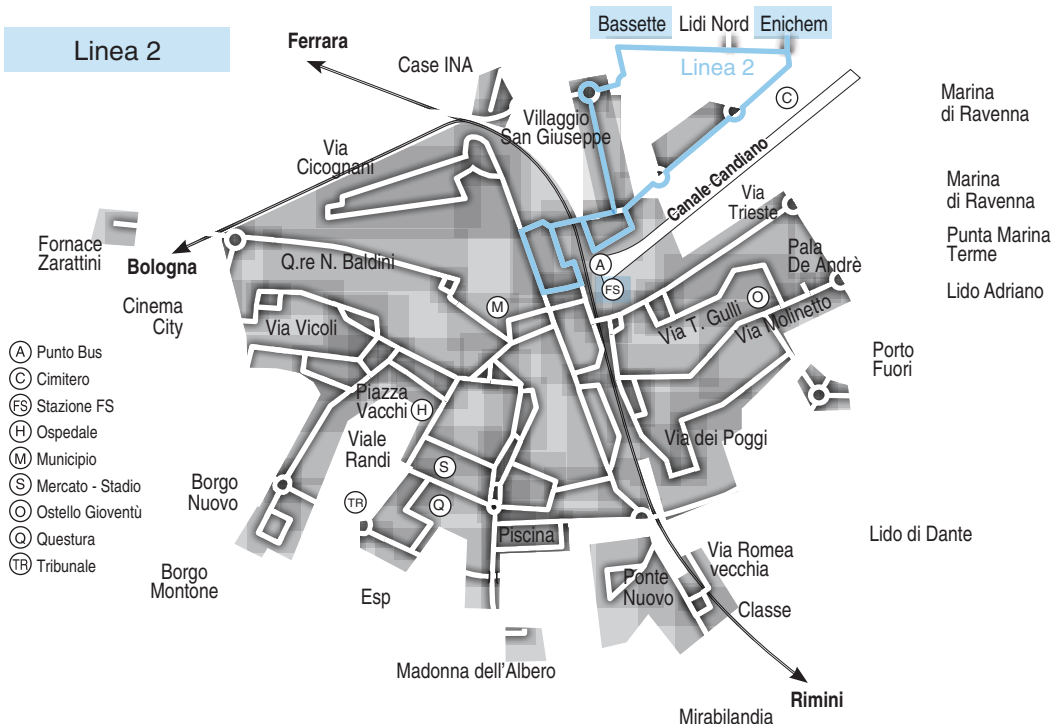 Linea 2
Ferrara
Bassette
Lidi Nord
Enichem
Linea 2
Case INA
Villaggio
San Giuseppe
C
Marina
di Ravenna
Via
Cicognani
Canale Candiano
Via
Trieste
Marina
di Ravenna
Fornace
Zarattini
Bologna
Q.re N. Baldini
A
FS
Pala
De Andrè
Punta Marina
Terme
Lido Adriano
Cinema
City
Via Vicoli
M
Via T. Gulli
O
Via Molinetto
Porto
Fuori
A Punto Bus
C Cimitero
FS Stazione FS
H Ospedale
M Municipio
S Mercato - Stadio
O Ostello Gioventù
Q Questura
TR Tribunale
Piazza
Vacchi
H
Viale
Randi
Via dei Poggi
S
Borgo
Nuovo
TR
Q
Piscina
Lido di Dante
Via Romea
vecchia
Borgo
Montone
Esp
Ponte
Nuovo
Classe
Madonna dell'Albero
Rimini
Mirabilandia